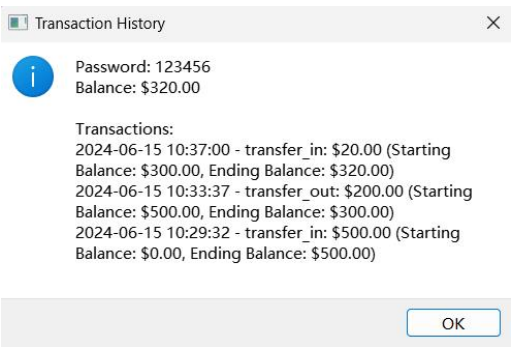 Transaction History
Password: 123456
Balance: $320.00
Transactions:
2024-06-15 10:37:00 - transfer_in: $20.00 (Starting
Balance: $300.00, Ending Balance: $320.00)
2024-06-15 10:33:37 - transfer_out: $200.00 (Starting
Balance: $500.00, Ending Balance: $300.00)
2024-06-15 10:29:32 - transfer_in: $500.00 (Starting
Balance: $0.00, Ending Balance: $500.00)
OK